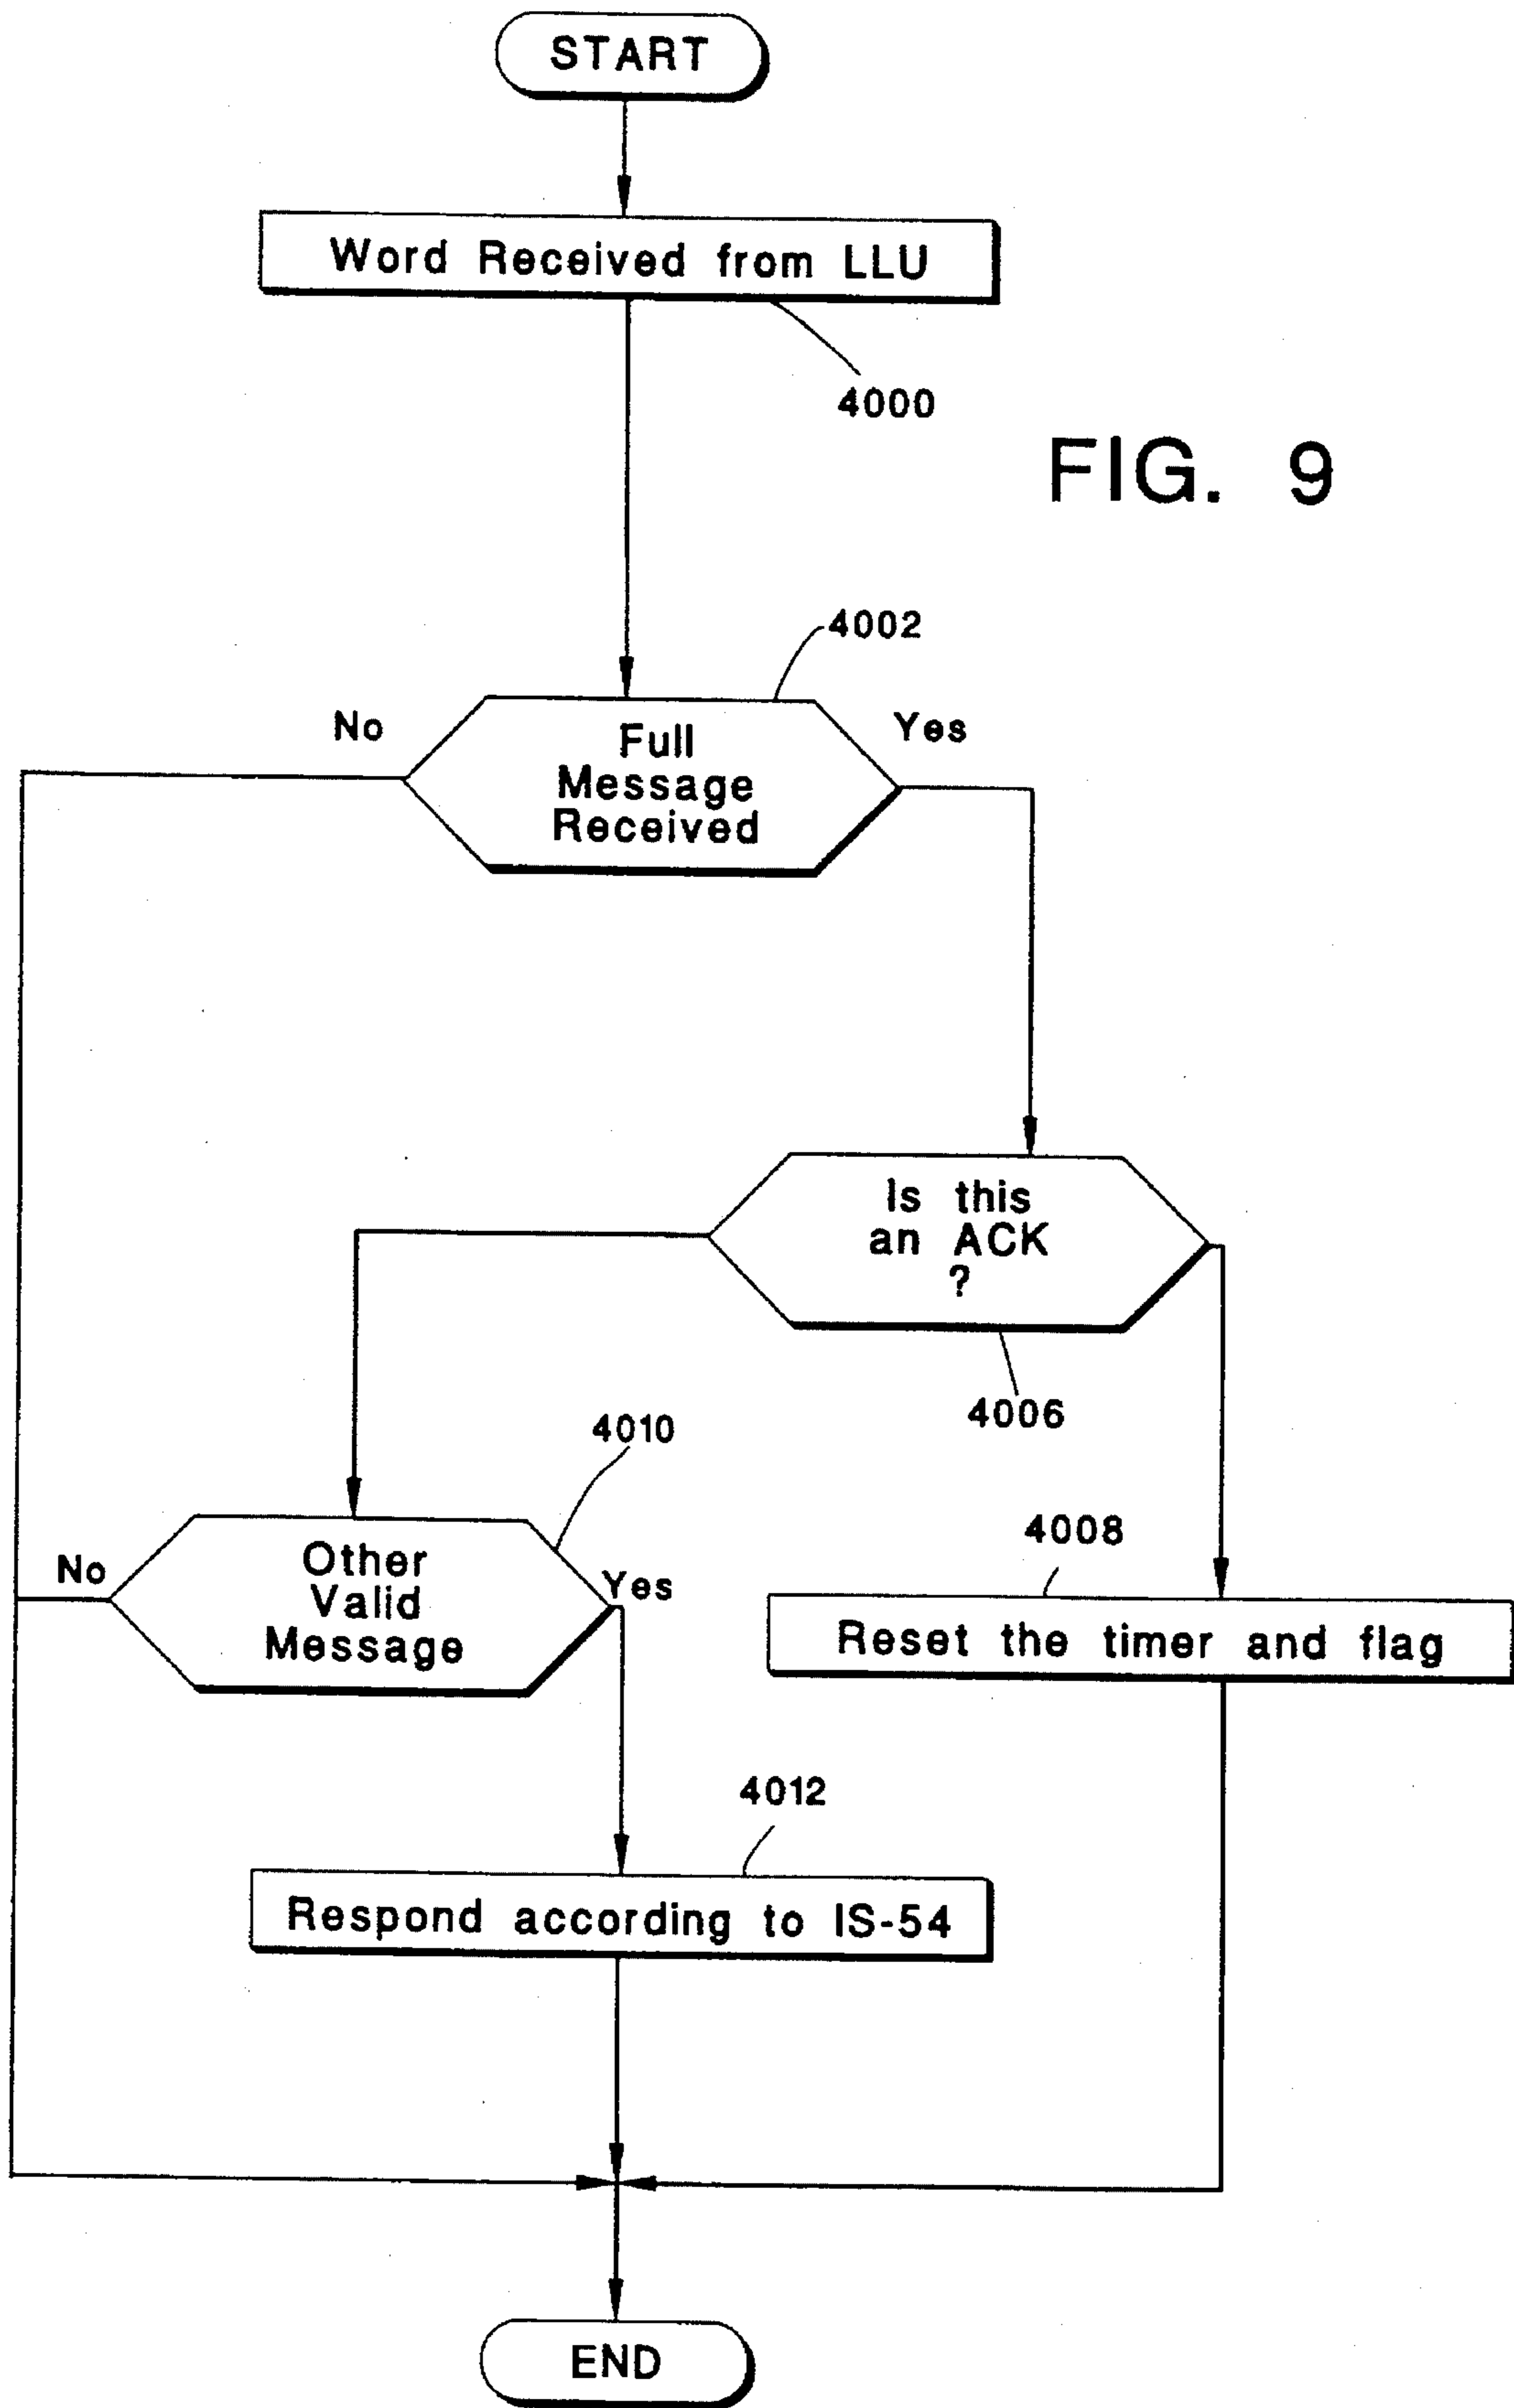 START
Word Received from LLU
4000
FIG. 9
4002
No
Yes
Full
Message
Received
Is this
an ACK
?
4006
4010
4008
No
Other
Valid
Message
Yes
Reset the timer and flag
4012
Respond according to IS-54
END